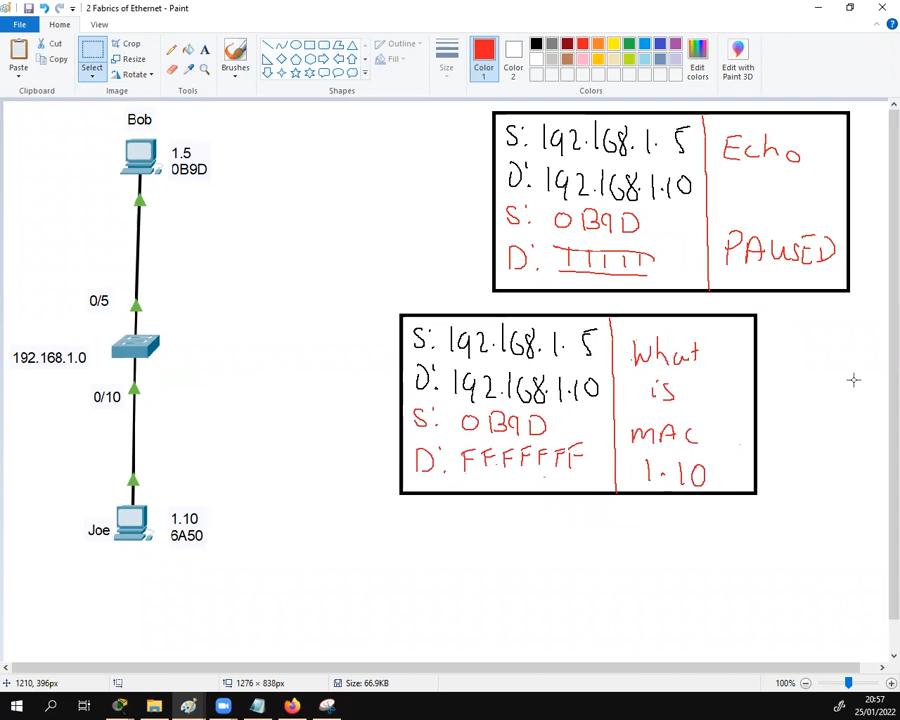 2 Fabrics of Ethernet - Paint
File Home View
Paste
Cut
Copy
Clipboard
Select
Crop
Resize
Rotate
Image
A
Tools
Brushes
Outline
Fill
Shapes
Size
Color 1
Color 2
Edit colors
Edit with Paint 3D
Colors
Bob
1.5
0B9D
0/5
192.168.1.0
0/10
Joe
1.10
6A50
S: 192.168.1.5
D: 192.168.1.10
S: 0B9D
D:
Echo
PAUSED
S: 192.168.1.5
D: 192.168.1.10
S: 0B9D
D: FF.FFFFF
What
is
MAC
1.10
1210, 396px
1276 × 838px
Size: 66.9KB
100%
20:57
25/01/2022